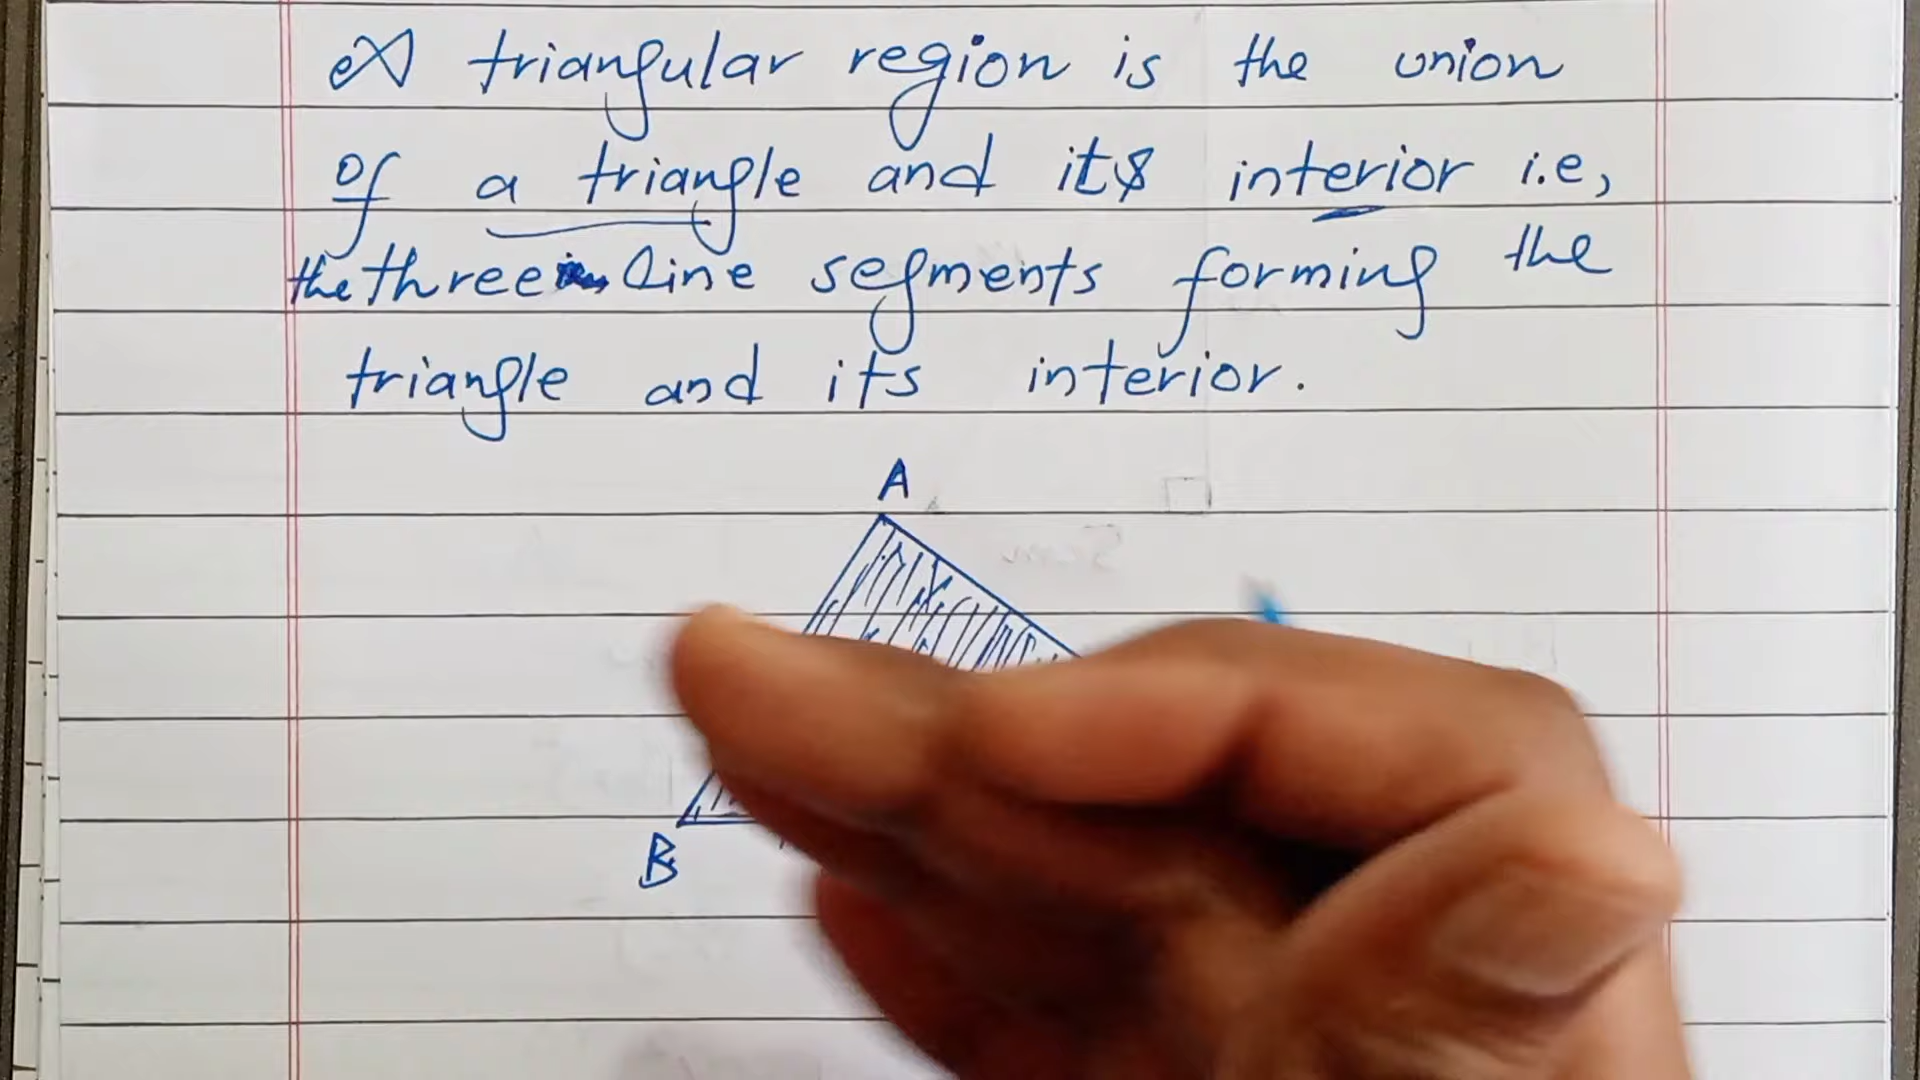 A triangular region is the union
of a triangle and its interior i.e,
the three line segments forming the
triangle and its interior.
A
B